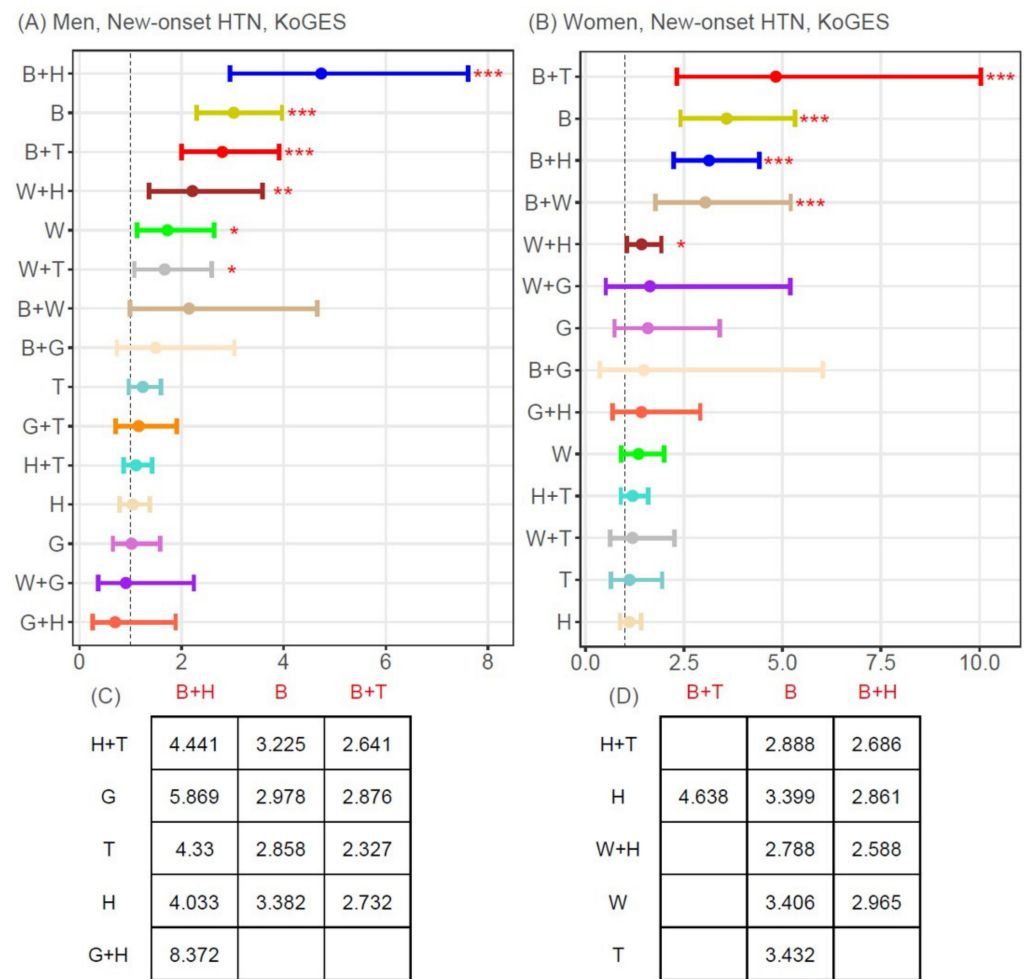 (A) Men, New-onset HTN, KoGES
B+H ***
B ***
B+T ***
W+H **
W *
W+T *
B+W
B+G
T
G+T
H+T
H
G
W+G
G+H
0 2 4 6 8
(B) Women, New-onset HTN, KoGES
B+T ***
B ***
B+H ***
B+W ***
W+H *
W+G
G
B+G
G+H
W
H+T
W+T
T
H
0.0 2.5 5.0 7.5 10.0
(C) B+H B B+T
H+T 4.441 3.225 2.641
G 5.869 2.978 2.876
T 4.33 2.858 2.327
H 4.033 3.382 2.732
G+H 8.372
(D) B+T B B+H
H+T 2.888 2.686
H 4.638 3.399 2.861
W+H 2.788 2.588
W 3.406 2.965
T 3.432